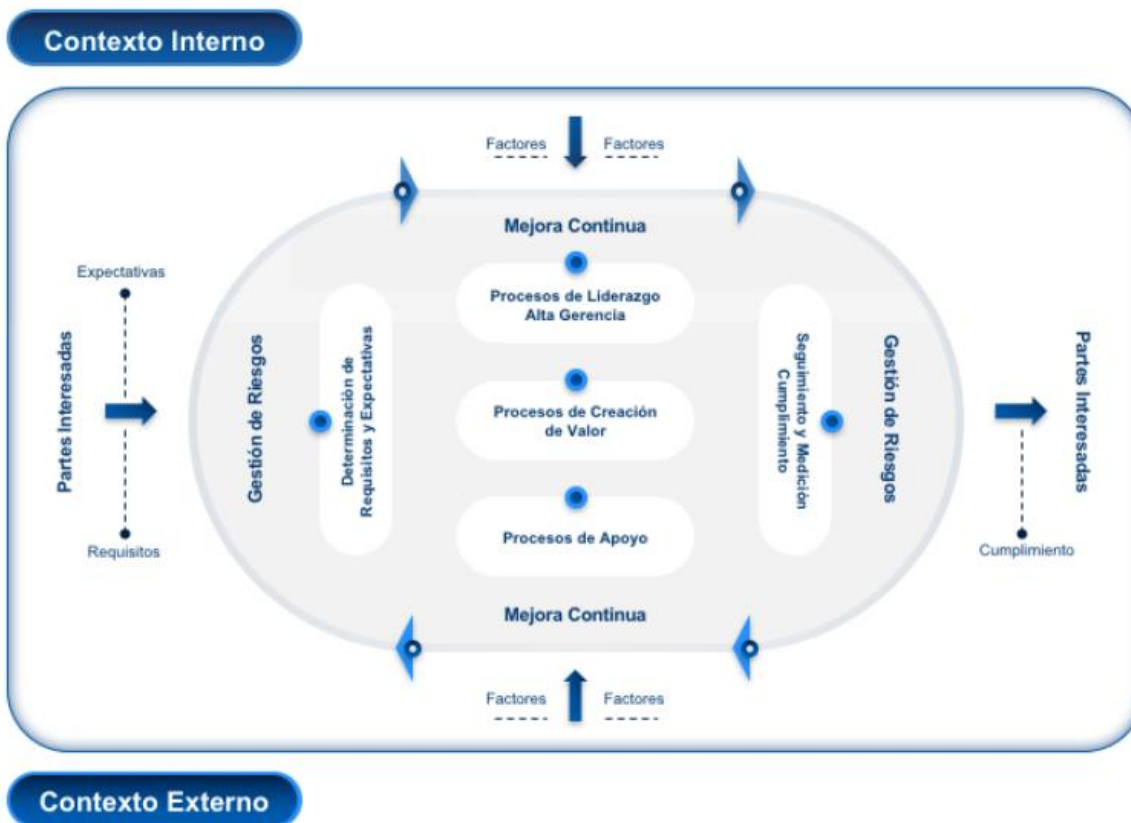 Contexto Interno
Factores
Factores
Mejora Continua
Expectativas
Partes Interesadas
Requisitos
Gestión de Riesgos
Determinación de
Requisitos y Expectativas
Procesos de Liderazgo
Alta Gerencia
Procesos de Creación
de Valor
Procesos de Apoyo
Seguimiento y Medición
Cumplimiento
Gestión de Riesgos
Partes Interesadas
Cumplimiento
Mejora Continua
Factores
Factores
Contexto Externo